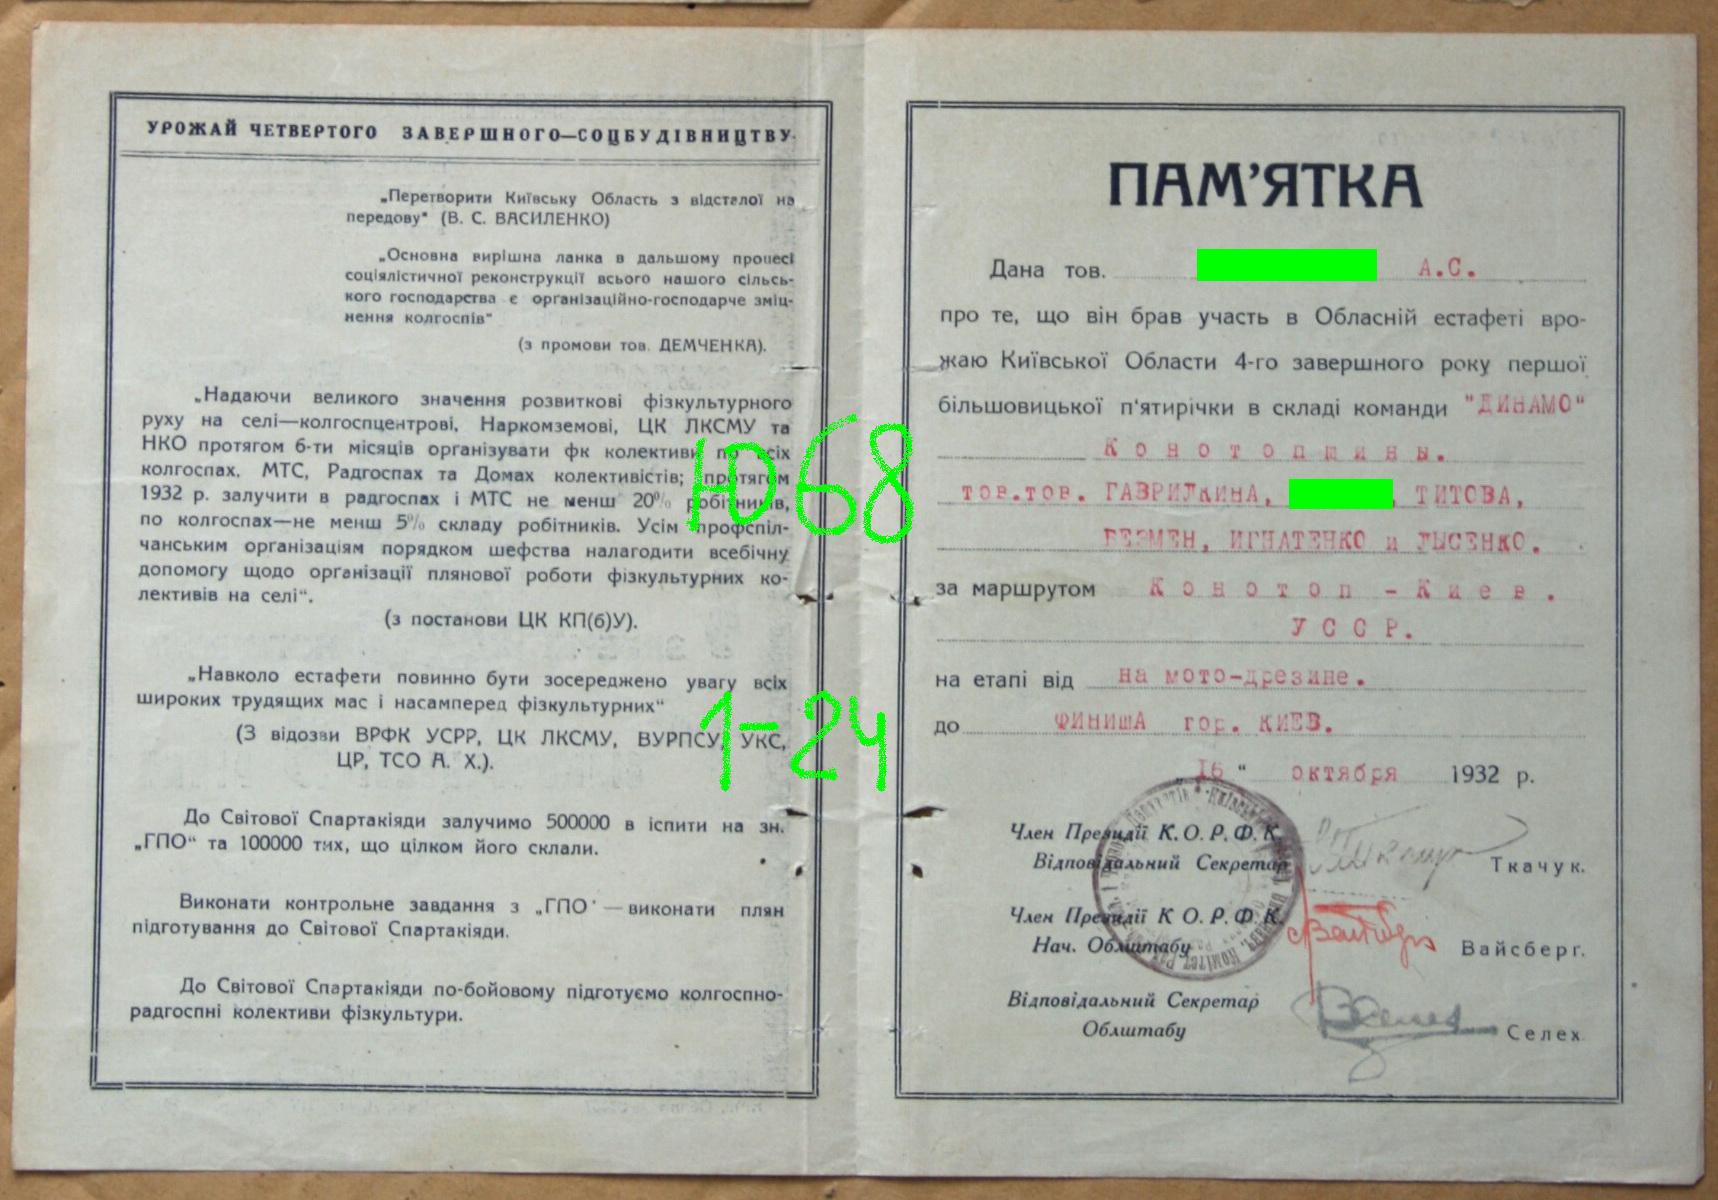 УРОЖАЙ ЧЕТВЕРТОГО ЗАВЕРШНОГО—СОЦБУДІВНИЦТВУ
„Перетворити Київську Область з відсталої на
передову" (В. С. ВАСИЛЕНКО)
„Основна вирішна ланка в дальшому процесі
соціялістичної реконструкції всього нашого сільсь-
кого господарства є організаційно-господарче зміц-
нення колгоспів"
(з промови тов. ДЕМЧЕНКА).
„Надаючи великого значення розвиткові фізкультурного
руху на селі—колгоспцентрові, Наркомземові, ЦК ЛКСМУ та
НКО протягом 6-ти місяців організувати фк колективи по всіх
колгоспах, МТС, Радгоспах та Домах колективістів; протягом
1932 р. залучити в радгоспах і МТС не менш 20% робітників,
по колгоспах—не менш 5% складу робітників. Усім профспіл-
чанським організаціям порядком шефства налагодити всебічну
допомогу щодо організації плянової роботи фізкультурних ко-
лективів на селі".
(з постанови ЦК КП(б)У).
„Навколо естафети повинно бути зосереджено увагу всіх
широких трудящих мас і насамперед фізкультурних"
(З відозви ВРФК УСРР, ЦК ЛКСМУ, ВУРПСУ, УКС,
ЦР, ТСО А. Х.).
До Світової Спартакіяди залучимо 500000 в іспити на зн.
„ГПО" та 100000 тих, що цілком його склали.
Виконати контрольне завдання з „ГПО"—виконати плян
підготування до Світової Спартакіяди.
До Світової Спартакіяди по-бойовому підготуємо колгоспно-
радгоспні колективи фізкультури.
Ю68
1-24
ПАМ'ЯТКА
Дана тов. А.С.
про те, що він брав участь в Обласній естафеті вро-
жаю Київської Области 4-го завершного року першої
більшовицької п'ятирічки в складі команди "ДИНАМО"
Конотопщины.
тов.тов. ГАВРИЛКИНА, , ТИТОВА,
БЕЗМЕН, ИГНАТЕНКО и ЛЫСЕНКО.
за маршрутом Конотоп-Киев.
УССР.
на етапі від на мото-дрезине.
до ФИНИША гор. КИЕВ.
16 " октября 1932 р.
Член Президії К.О.Р.Ф.К.
Відповідальний Секретар Ткачук.
Член Президії К О.Р.Ф.К.
Нач. Облштабу Вайсберг.
Відповідальний Секретар
Облштабу Селех